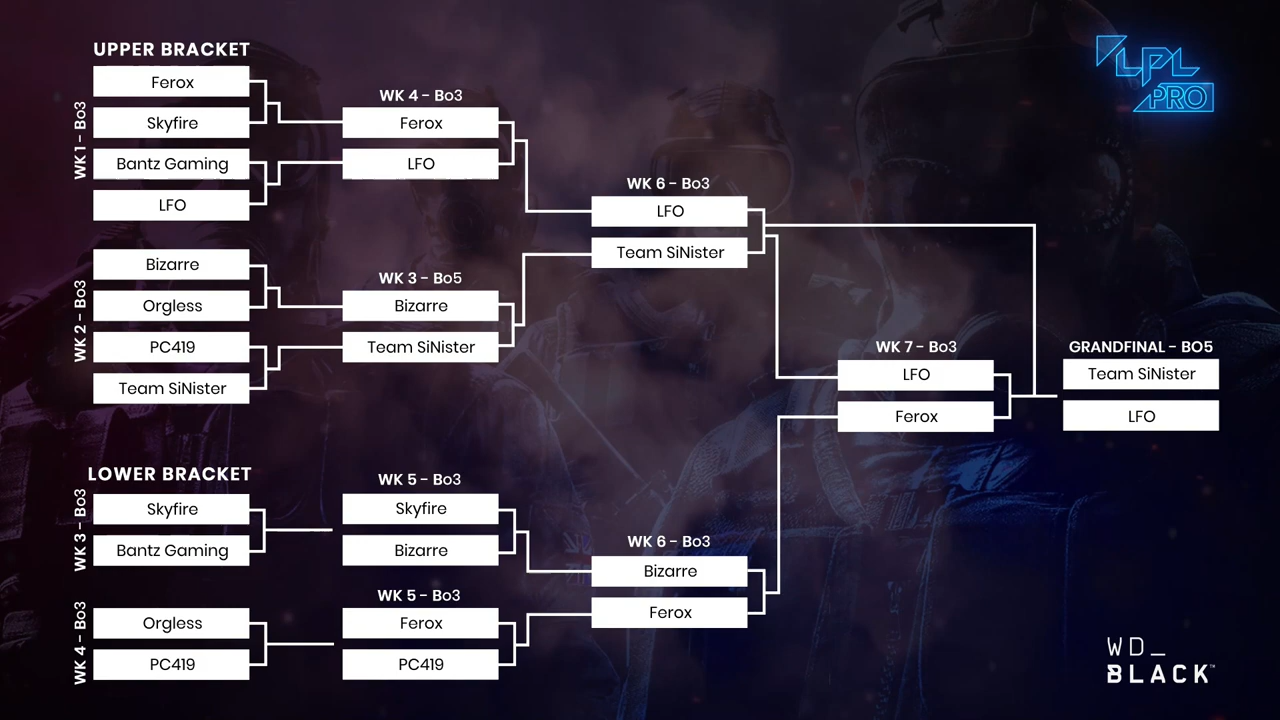 UPPER BRACKET
WK 1 - Bo3
Ferox
Skyfire
Bantz Gaming
LFO
WK 2 - Bo3
Bizarre
Orgless
PC419
Team SiNister
WK 4 - Bo3
Ferox
LFO
WK 3 - Bo5
Bizarre
Team SiNister
WK 6 - Bo3
LFO
Team SiNister
LOWER BRACKET
WK 3 - Bo3
Skyfire
Bantz Gaming
WK 4 - Bo3
Orgless
PC419
WK 5 - Bo3
Skyfire
Bizarre
WK 5 - Bo3
Ferox
PC419
WK 6 - Bo3
Bizarre
Ferox
WK 7 - Bo3
LFO
Ferox
GRANDFINAL - BO5
Team SiNister
LFO
LPL
PRO
WD_
BLACK™